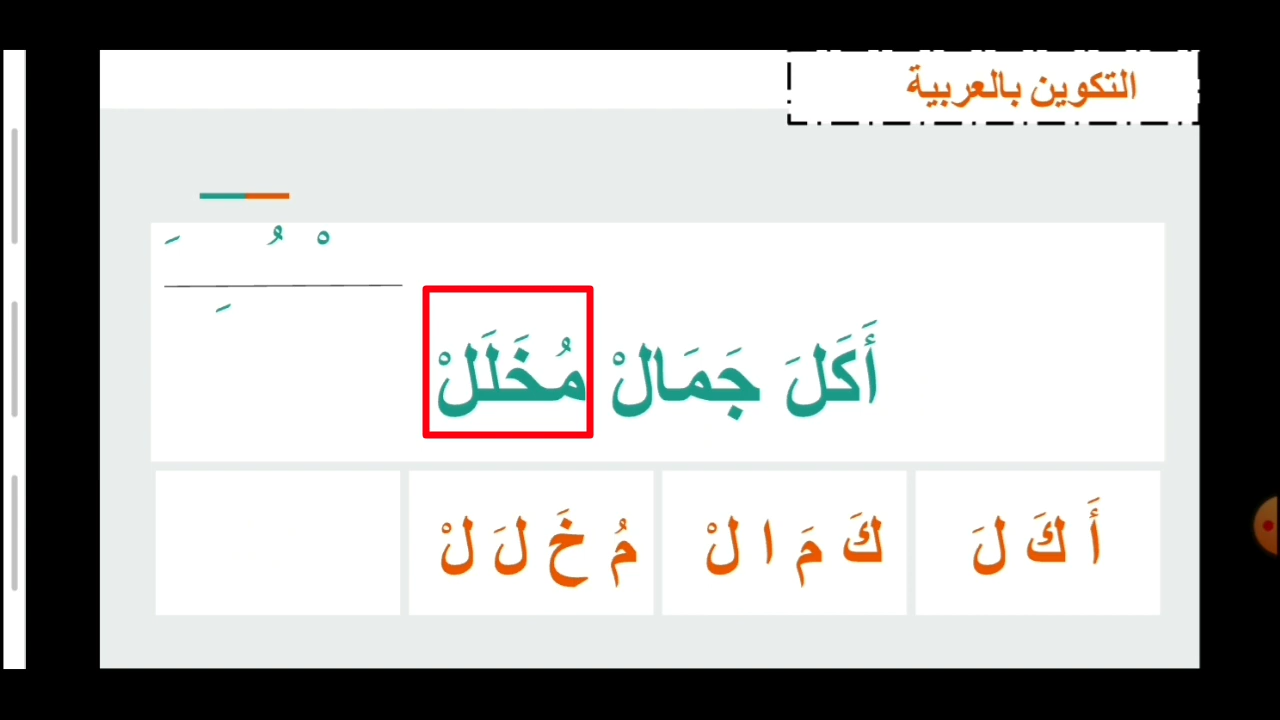 التكوين بالعربية
أَكَلَ جَمَالْ مُخَلَلْ
أَ كَ لَ
كَ مَ ا لْ
مُ خَ لَ لْ